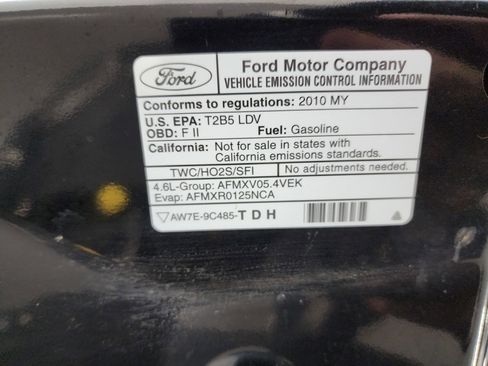 Ford
Ford Motor Company
VEHICLE EMISSION CONTROL INFORMATION
Conforms to regulations: 2010 MY
U.S. EPA: T2B5 LDV
OBD: F II Fuel: Gasoline
California: Not for sale in states with
California emissions standards.
TWC/HO2S/SFI No adjustments needed.
4.6L-Group: AFMXV05.4VEK
Evap: AFMXR0125NCA
AW7E-9C485-T D H